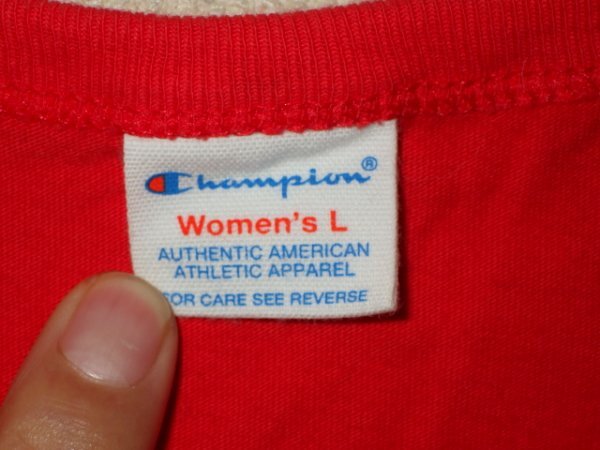 Champion®
Women's L
AUTHENTIC AMERICAN
ATHLETIC APPAREL
FOR CARE SEE REVERSE